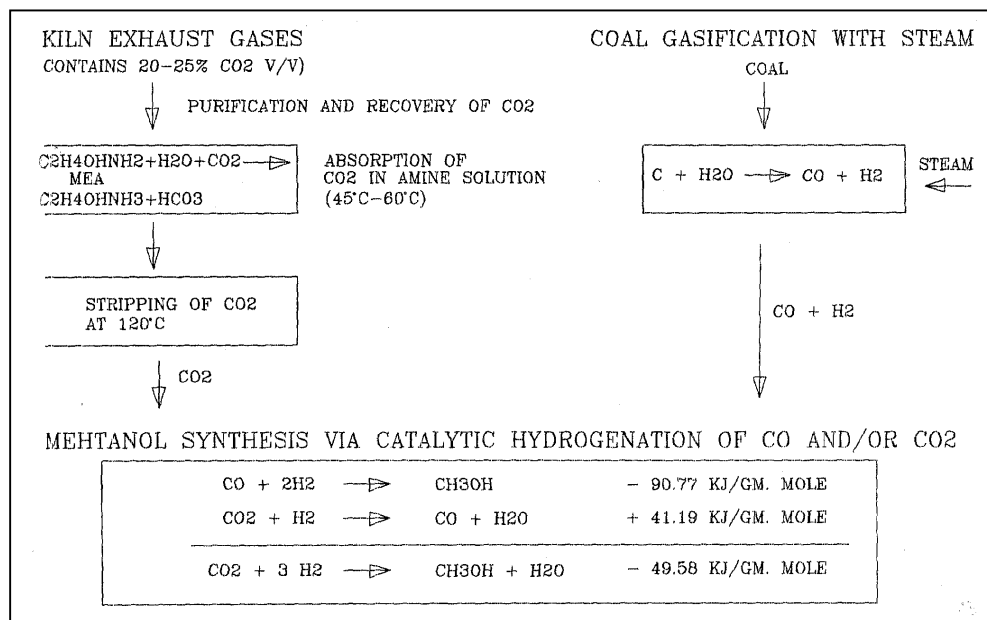 KILN EXHAUST GASES
CONTAINS 20-25% CO2 V/V)
PURIFICATION AND RECOVERY OF CO2
C2H4OHNH2+H2O+CO2
MEA
C2H4OHNH3+HCO3
ABSORPTION OF
CO2 IN AMINE SOLUTION
(45°C-60°C)
STRIPPING OF CO2
AT 120°C
CO2
COAL GASIFICATION WITH STEAM
COAL
C + H2O → CO + H2
STEAM
CO + H2
MEHTANOL SYNTHESIS VIA CATALYTIC HYDROGENATION OF CO AND/OR CO2
CO + 2H2 → CH3OH - 90.77 KJ/GM. MOLE
CO2 + H2 → CO + H2O + 41.19 KJ/GM. MOLE
CO2 + 3 H2 → CH3OH + H2O - 49.58 KJ/GM. MOLE